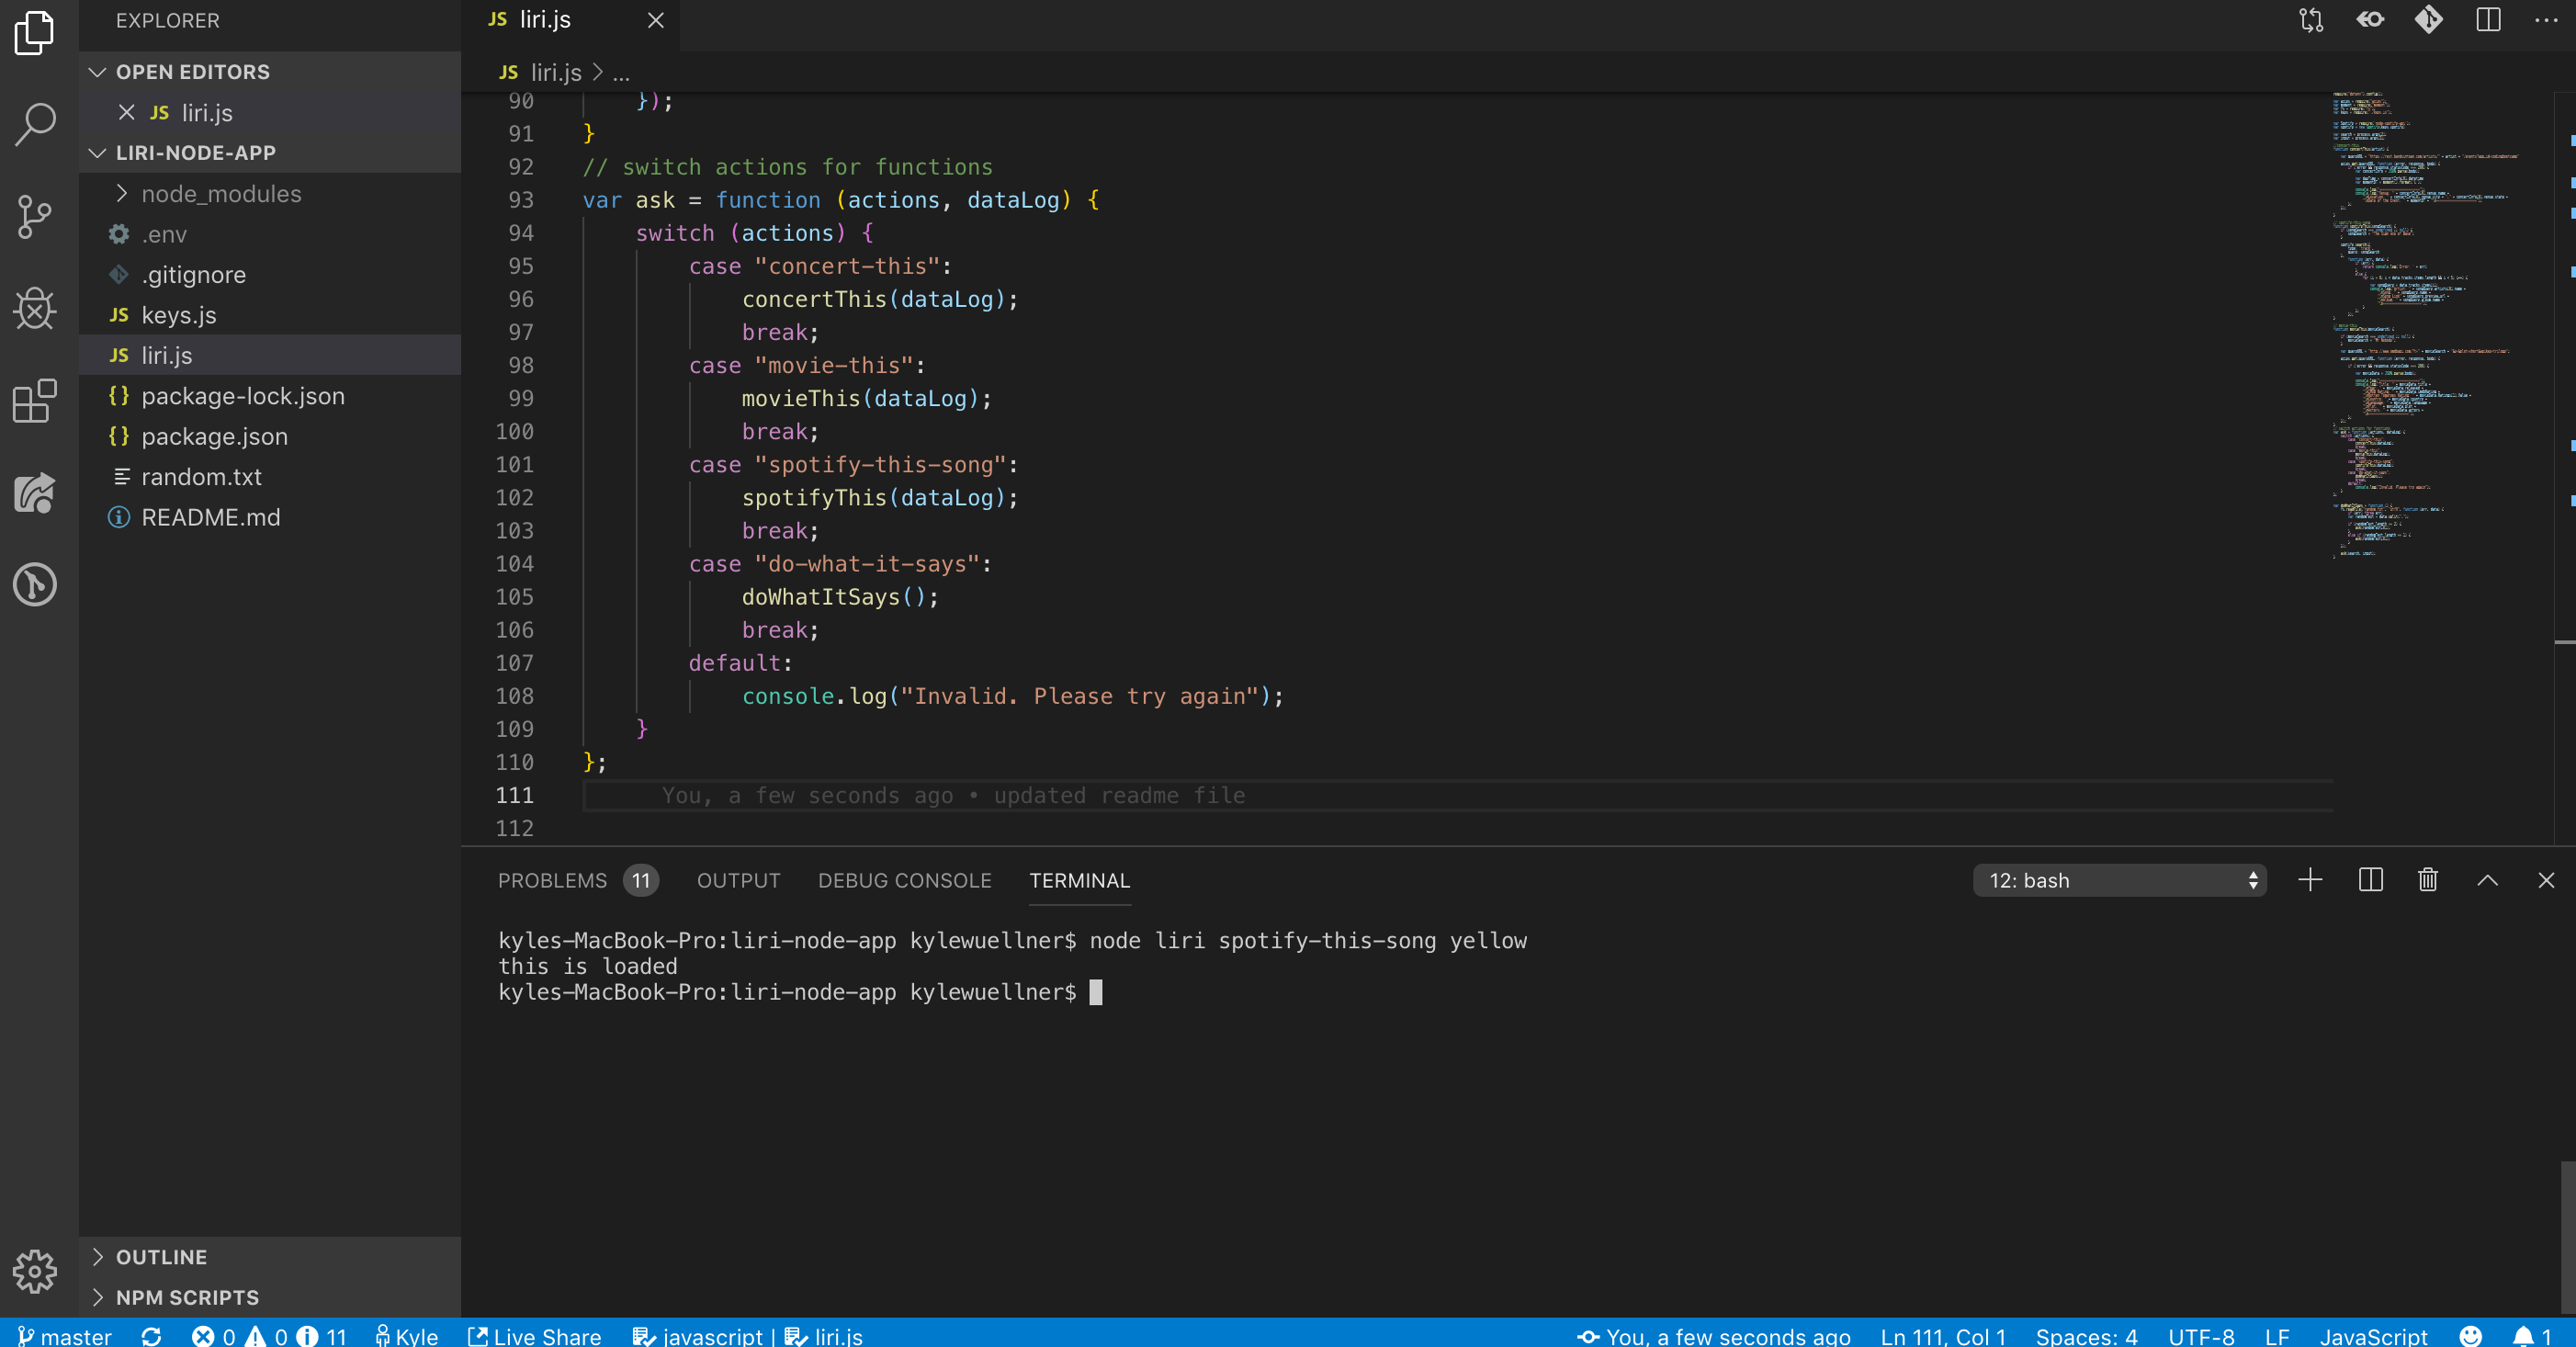 EXPLORER
OPEN EDITORS
JS liri.js
LIRI-NODE-APP
node_modules
.env
.gitignore
JS keys.js
JS liri.js
{} package-lock.json
{} package.json
random.txt
README.md
OUTLINE
NPM SCRIPTS
JS liri.js
JS liri.js > ...
90 });
91 }
92 // switch actions for functions
93 var ask = function (actions, dataLog) {
94 switch (actions) {
95 case "concert-this":
96 concertThis(dataLog);
97 break;
98 case "movie-this":
99 movieThis(dataLog);
100 break;
101 case "spotify-this-song":
102 spotifyThis(dataLog);
103 break;
104 case "do-what-it-says":
105 doWhatItSays();
106 break;
107 default:
108 console.log("Invalid. Please try again");
109 }
110 };
111 You, a few seconds ago • updated readme file
112
PROBLEMS 11 OUTPUT DEBUG CONSOLE TERMINAL 12: bash
kyles-MacBook-Pro:liri-node-app kylewuellner$ node liri spotify-this-song yellow
this is loaded
kyles-MacBook-Pro:liri-node-app kylewuellner$
master 0 0 11 Kyle Live Share javascript | liri.js You, a few seconds ago Ln 111, Col 1 Spaces: 4 UTF-8 LF JavaScript 1